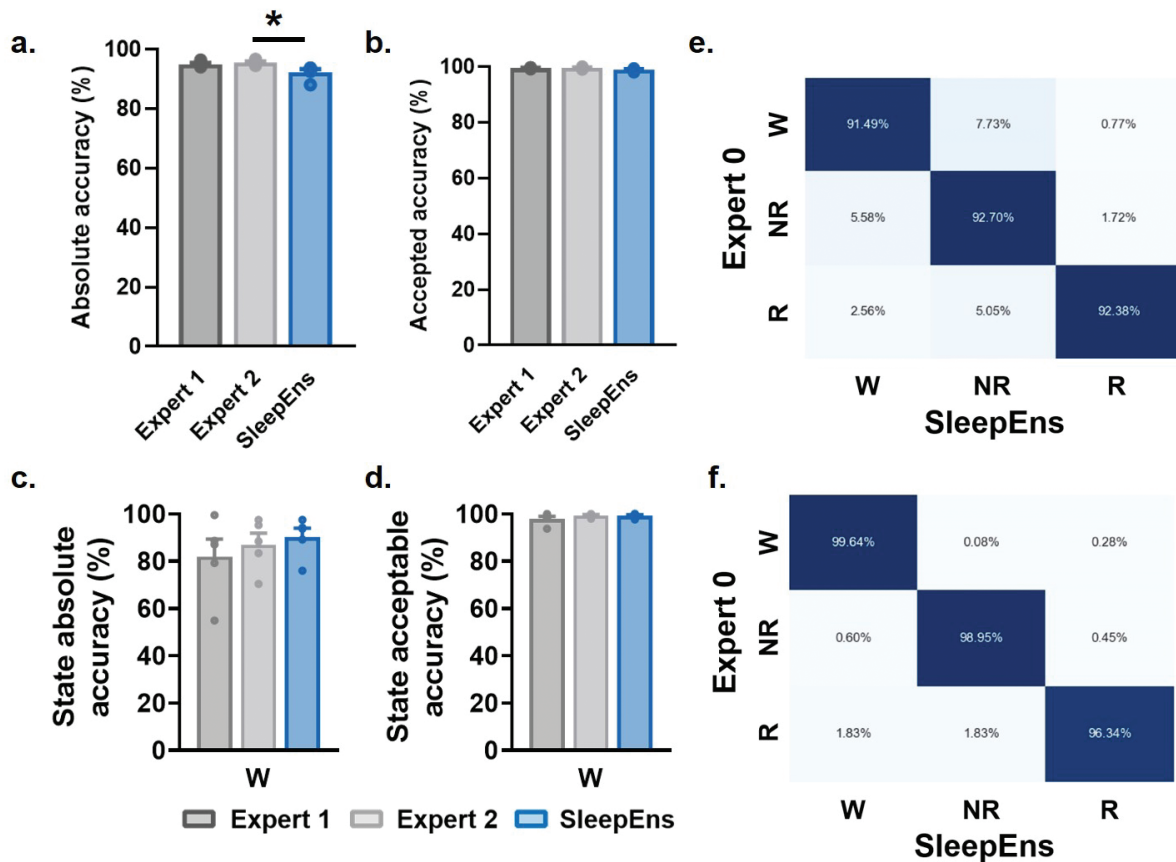 a.
*
Absolute accuracy (%)
100
80
60
40
20
0
Expert 1
Expert 2
SleepEns
b.
Accepted accuracy (%)
100
80
60
40
20
0
Expert 1
Expert 2
SleepEns
e.
Expert 0
W
91.49%
7.73%
0.77%
NR
5.58%
92.70%
1.72%
R
2.56%
5.05%
92.38%
W
NR
R
SleepEns
c.
State absolute
accuracy (%)
100
80
60
40
20
0
W
d.
State acceptable
accuracy (%)
100
80
60
40
20
0
W
Expert 1
Expert 2
SleepEns
f.
Expert 0
W
99.64%
0.08%
0.28%
NR
0.60%
98.95%
0.45%
R
1.83%
1.83%
96.34%
W
NR
R
SleepEns